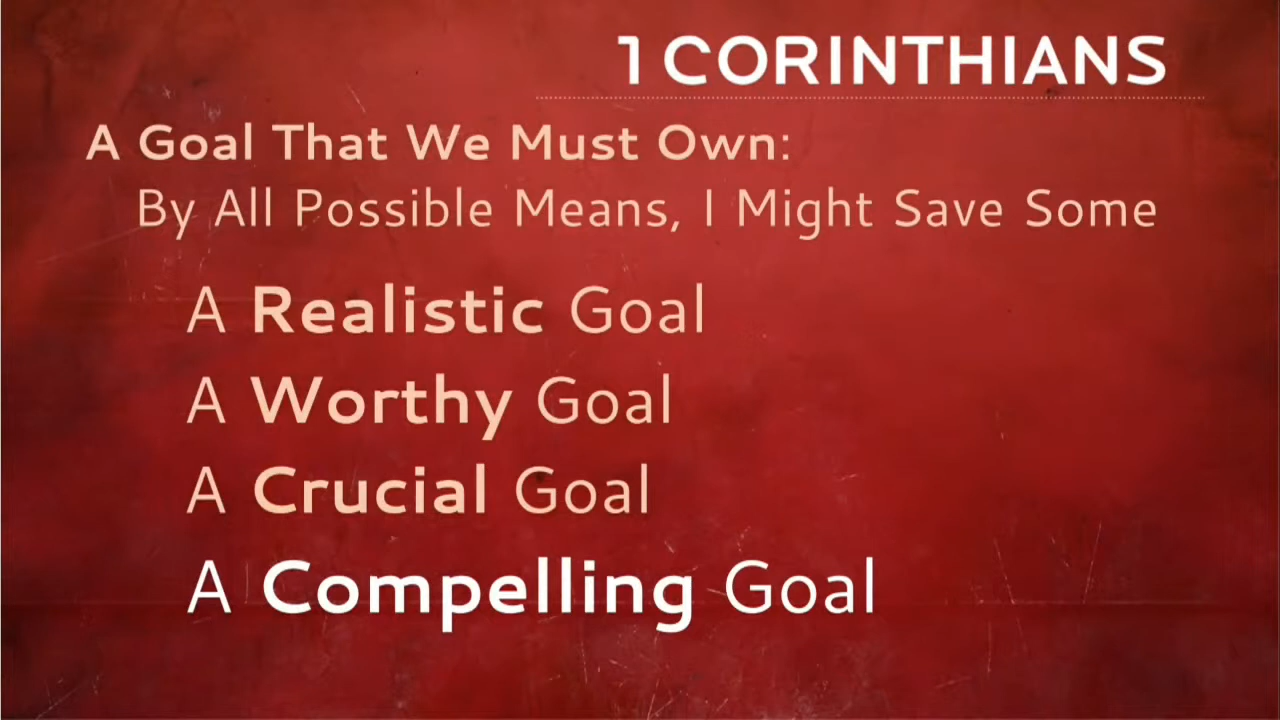 1 CORINTHIANS
A Goal That We Must Own:
By All Possible Means, I Might Save Some
A Realistic Goal
A Worthy Goal
A Crucial Goal
A Compelling Goal